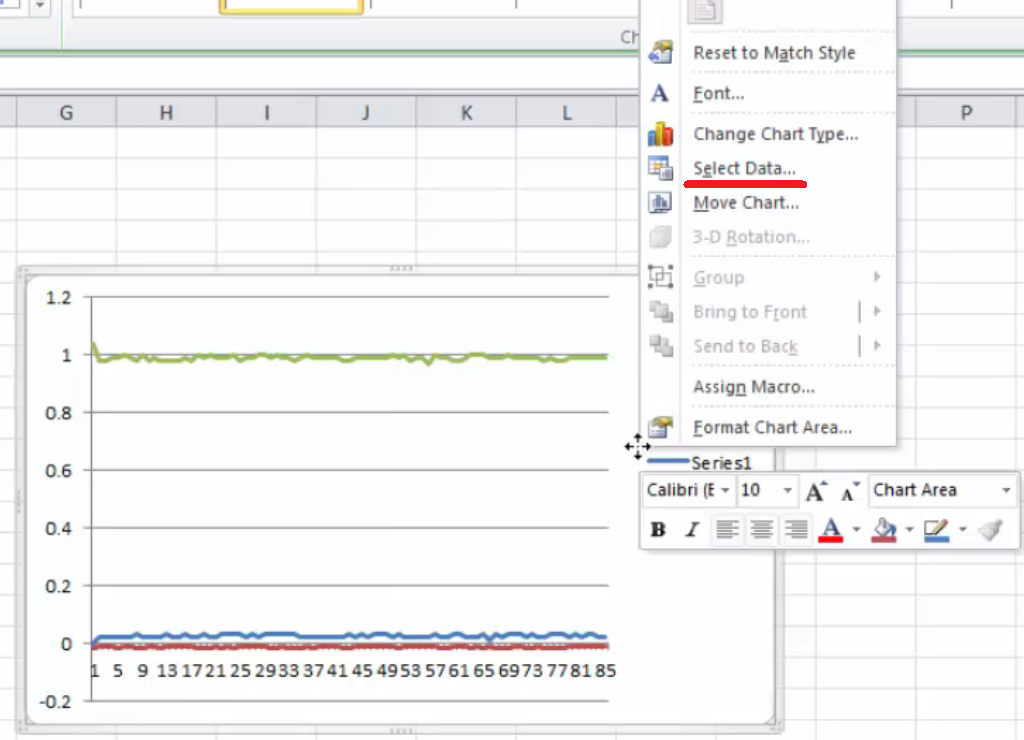 Ch
Reset to Match Style
Font...
Change Chart Type...
Select Data...
Move Chart...
3-D Rotation...
Group
Bring to Front
Send to Back
Assign Macro...
Format Chart Area...
G H I J K L P
1.2
1
0.8
0.6
0.4
0.2
0
-0.2
1 5 9 13 17 21 25 29 33 37 41 45 49 53 57 61 65 69 73 77 81 85
Series1
Calibri (E 10 A A Chart Area
B I A